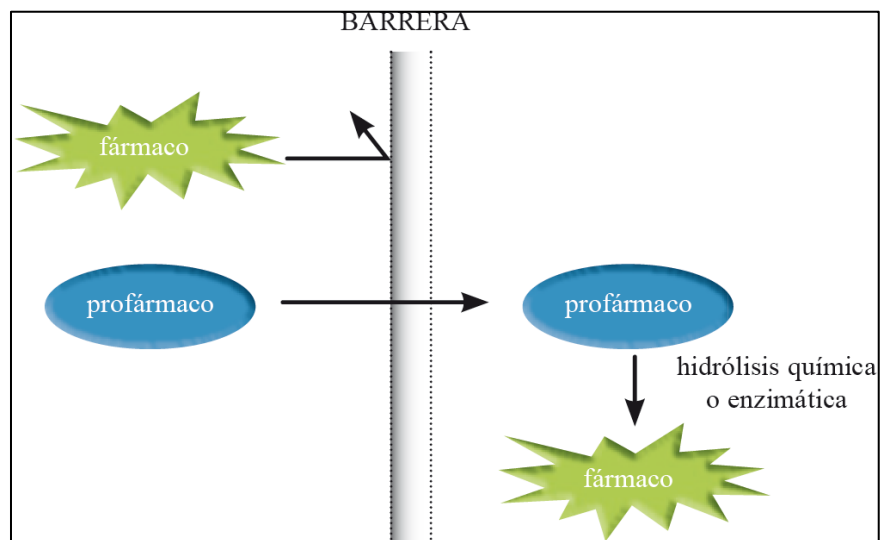 BARRERA
fármaco
profármaco
profármaco
hidrólisis química
o enzimática
fármaco